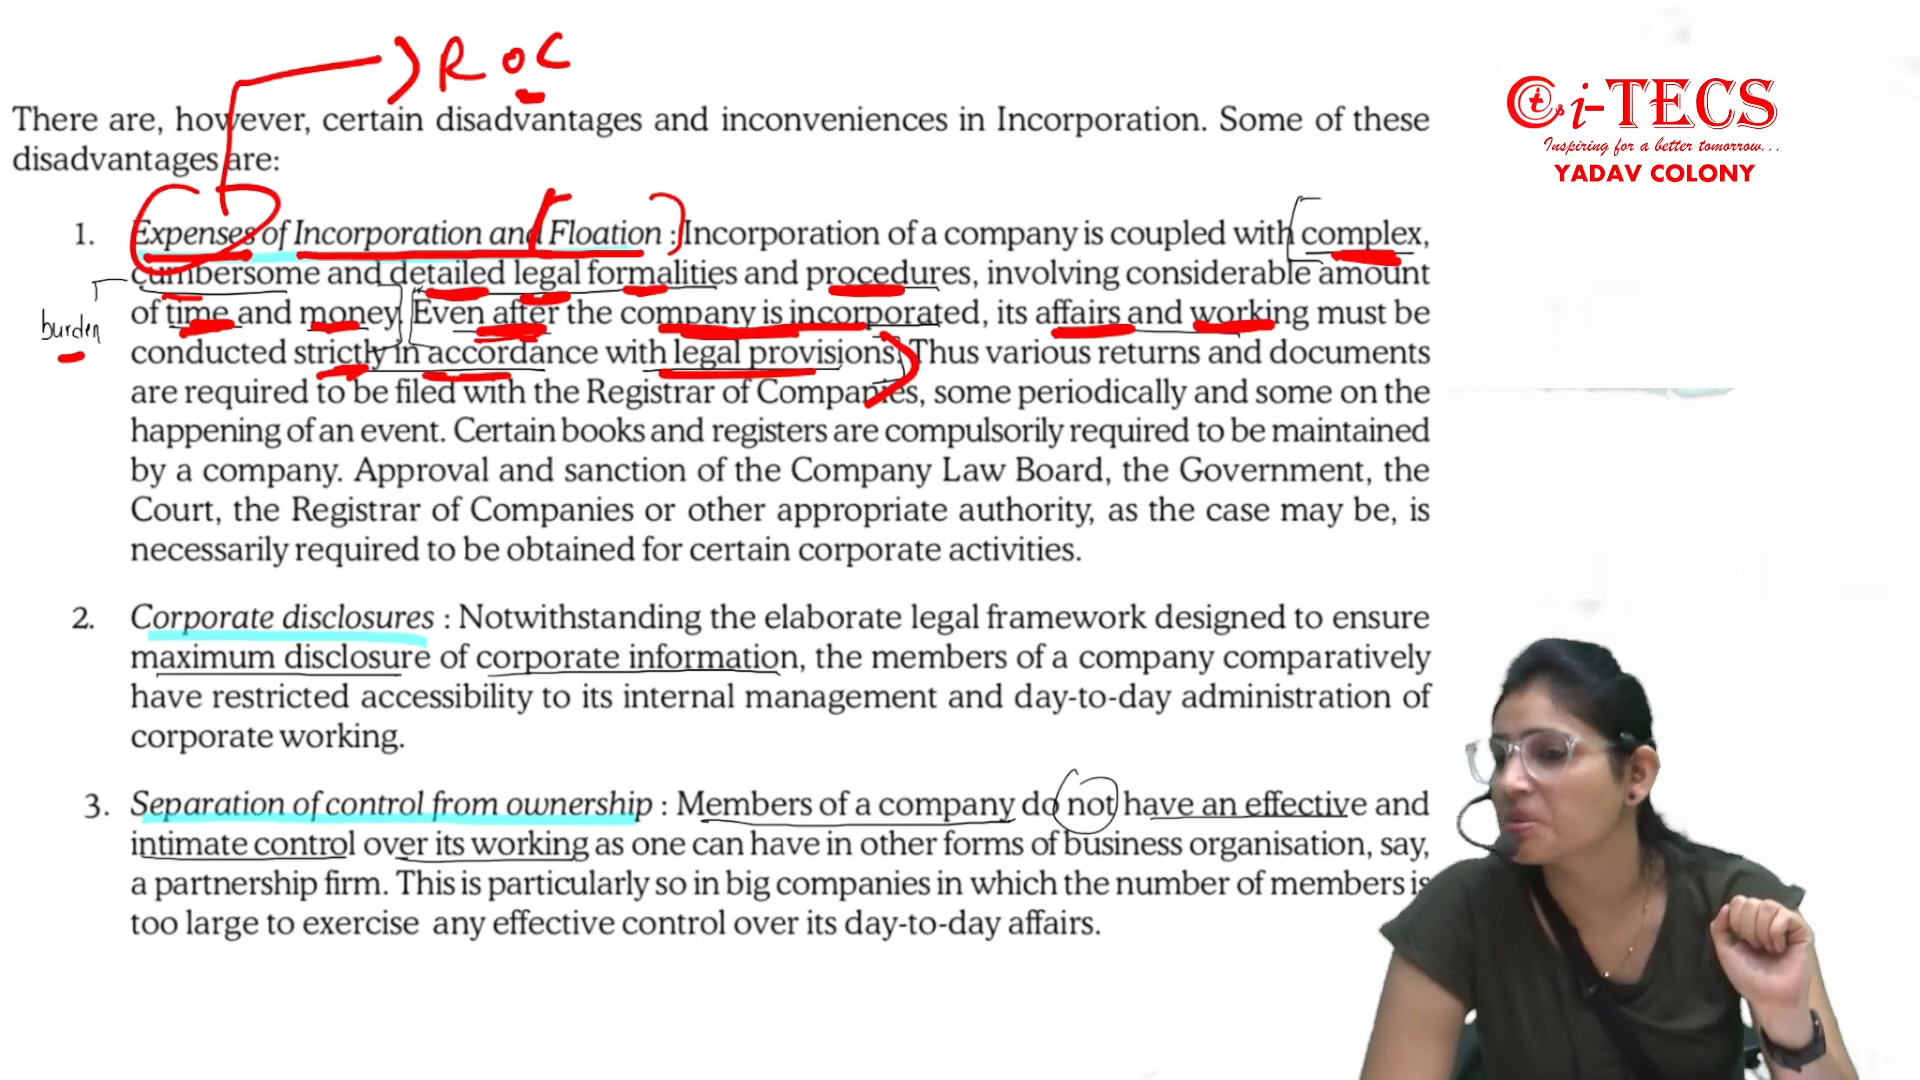 ROC
There are, however, certain disadvantages and inconveniences in Incorporation. Some of these
disadvantages are:
1. Expenses of Incorporation and Floation : Incorporation of a company is coupled with complex,
cumbersome and detailed legal formalities and procedures, involving considerable amount
of time and money. Even after the company is incorporated, its affairs and working must be
burden
conducted strictly in accordance with legal provisions. Thus various returns and documents
are required to be filed with the Registrar of Companies, some periodically and some on the
happening of an event. Certain books and registers are compulsorily required to be maintained
by a company. Approval and sanction of the Company Law Board, the Government, the
Court, the Registrar of Companies or other appropriate authority, as the case may be, is
necessarily required to be obtained for certain corporate activities.
2. Corporate disclosures : Notwithstanding the elaborate legal framework designed to ensure
maximum disclosure of corporate information, the members of a company comparatively
have restricted accessibility to its internal management and day-to-day administration of
corporate working.
3. Separation of control from ownership : Members of a company do not have an effective and
intimate control over its working as one can have in other forms of business organisation, say,
a partnership firm. This is particularly so in big companies in which the number of members is
too large to exercise any effective control over its day-to-day affairs.
i-TECS
Inspiring for a better tomorrow...
YADAV COLONY